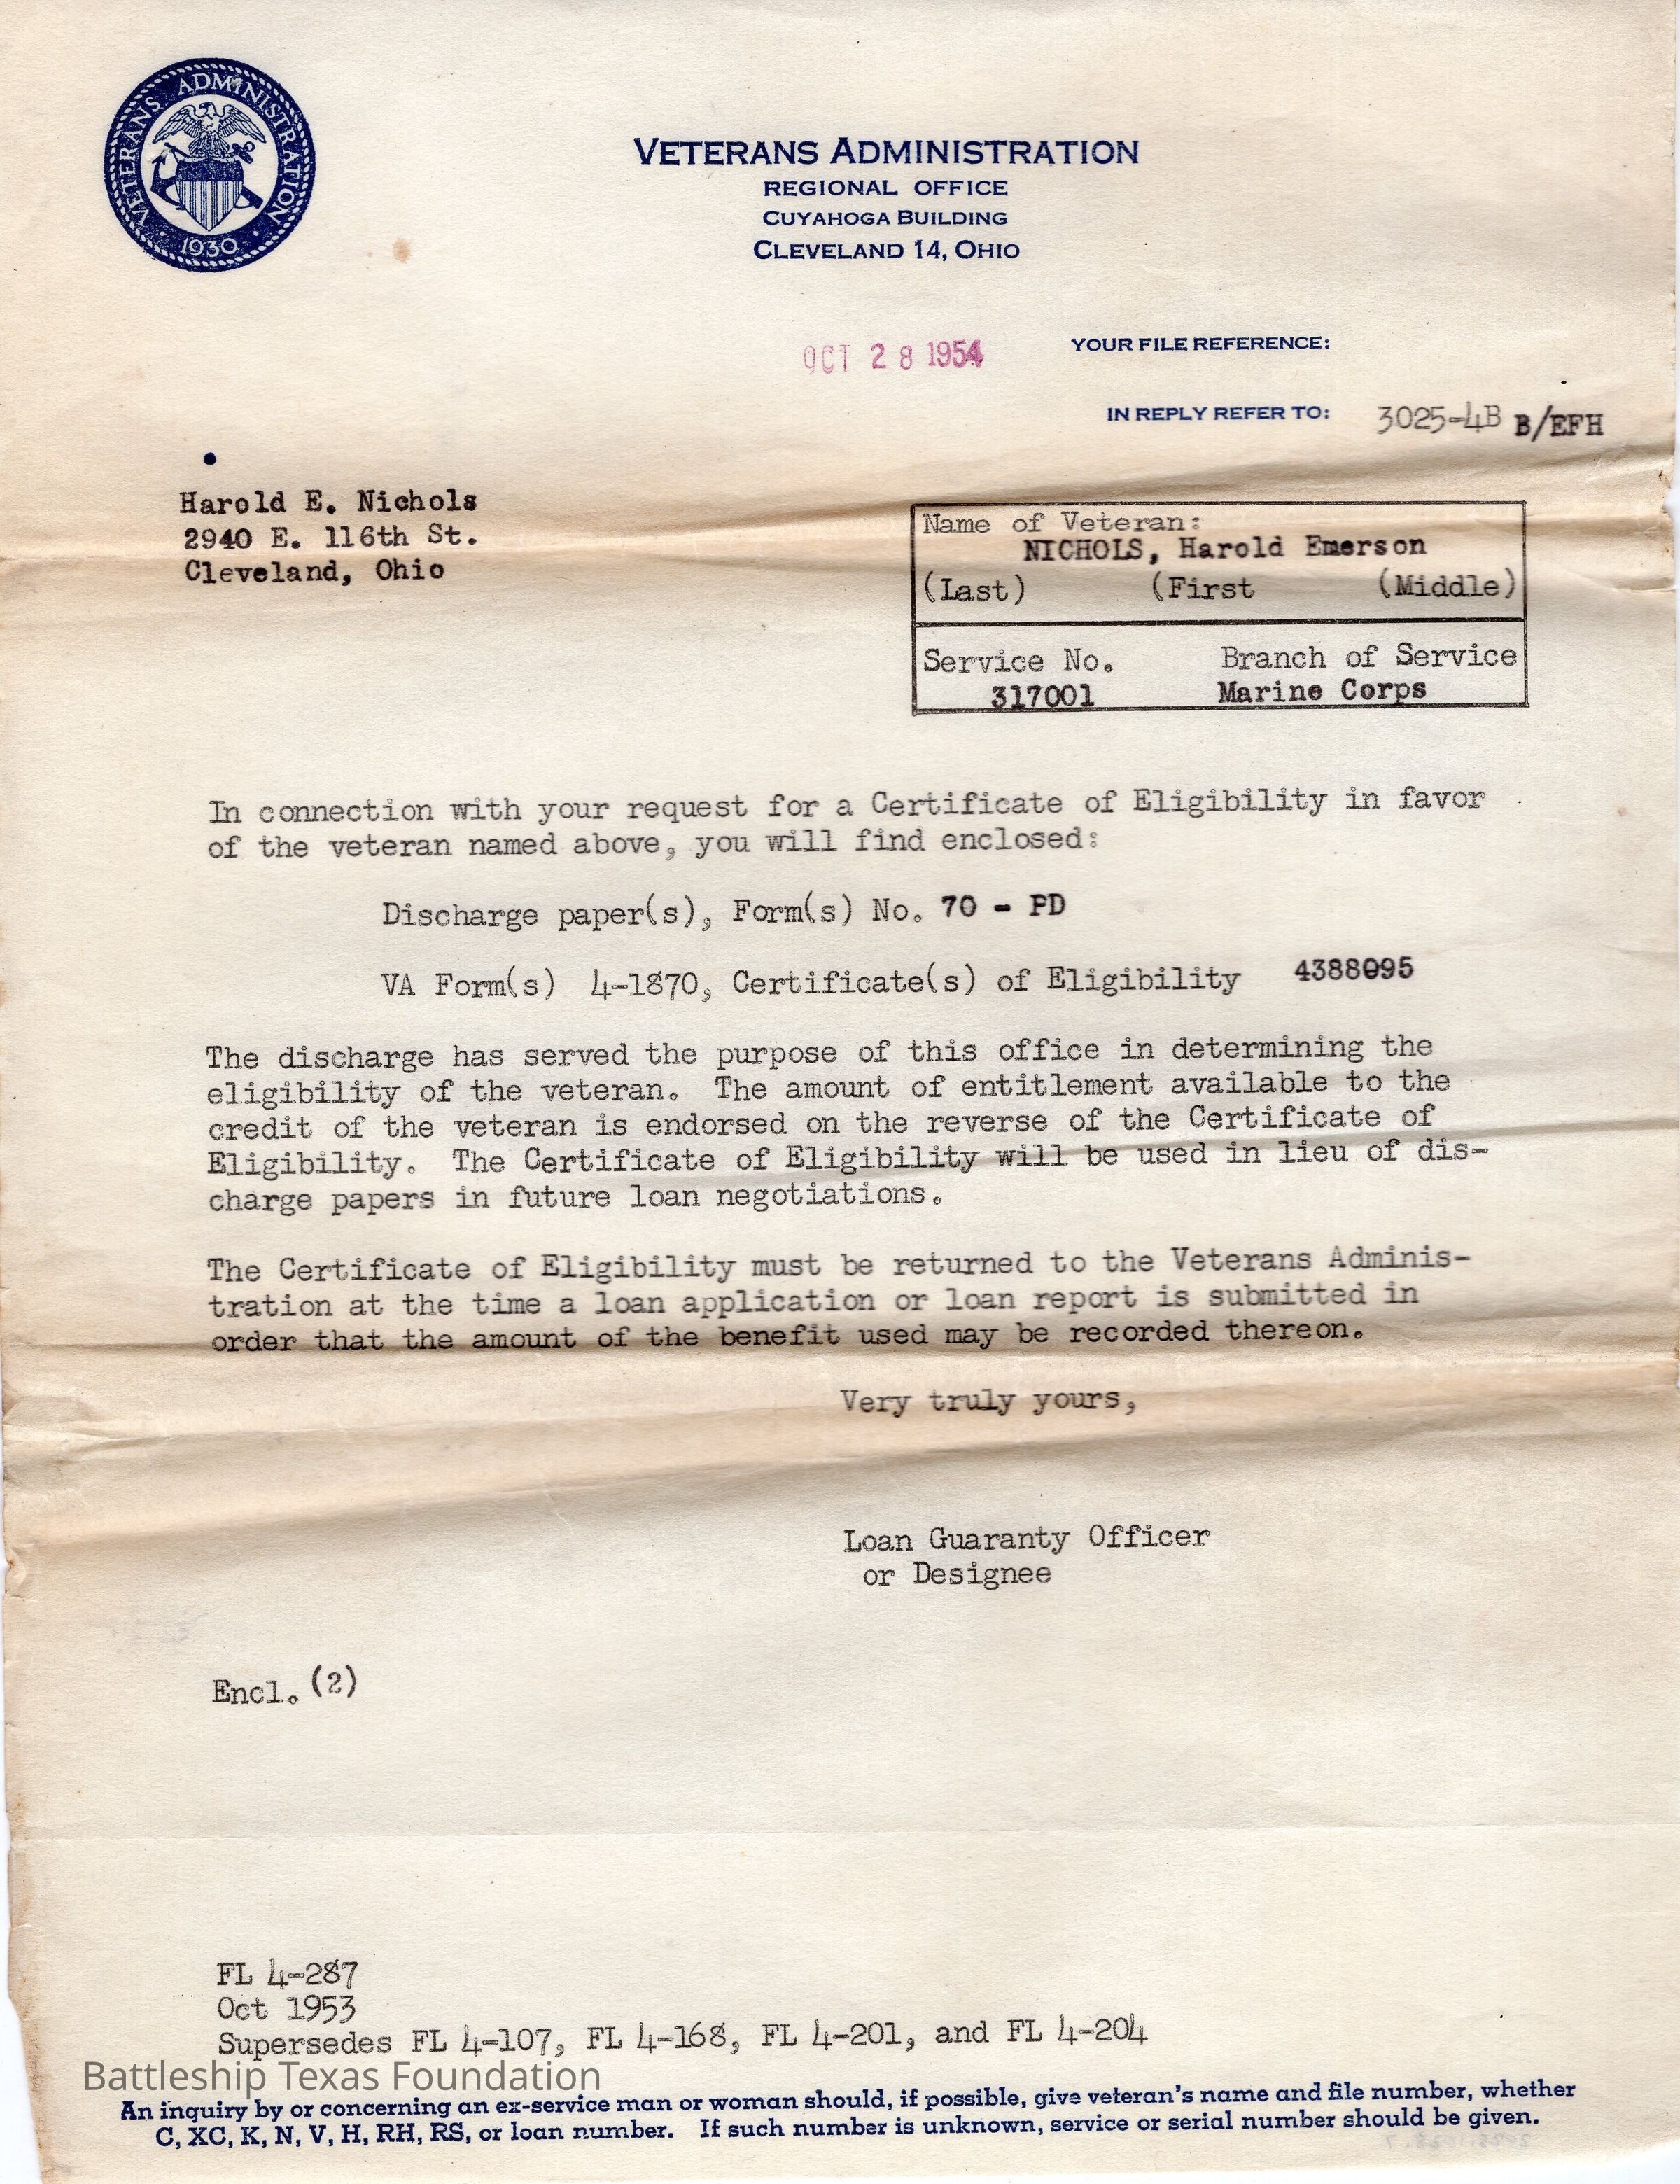 VETERANS ADMINISTRATION
1930
VETERANS ADMINISTRATION
REGIONAL OFFICE
CUYAHOGA BUILDING
CLEVELAND 14, OHIO
OCT 28 1954
YOUR FILE REFERENCE:
IN REPLY REFER TO: 3025-4B B/EFH
Harold E. Nichols
2940 E. 116th St.
Cleveland, Ohio
Name of Veteran:
NICHOLS, Harold Emerson
(Last) (First (Middle)
Service No. Branch of Service
317001 Marine Corps
In connection with your request for a Certificate of Eligibility in favor
of the veteran named above, you will find enclosed:
Discharge paper(s), Form(s) No. 70 - PD
VA Form(s) 4-1870, Certificate(s) of Eligibility 4388095
The discharge has served the purpose of this office in determining the
eligibility of the veteran. The amount of entitlement available to the
credit of the veteran is endorsed on the reverse of the Certificate of
Eligibility. The Certificate of Eligibility will be used in lieu of dis-
charge papers in future loan negotiations.
The Certificate of Eligibility must be returned to the Veterans Adminis-
tration at the time a loan application or loan report is submitted in
order that the amount of the benefit used may be recorded thereon.
Very truly yours,
Loan Guaranty Officer
or Designee
Encl. (2)
FL 4-287
Oct 1953
Supersedes FL 4-107, FL 4-168, FL 4-201, and FL 4-204
Battleship Texas Foundation
An inquiry by or concerning an ex-service man or woman should, if possible, give veteran's name and file number, whether
C, XC, K, N, V, H, RH, RS, or loan number. If such number is unknown, service or serial number should be given.